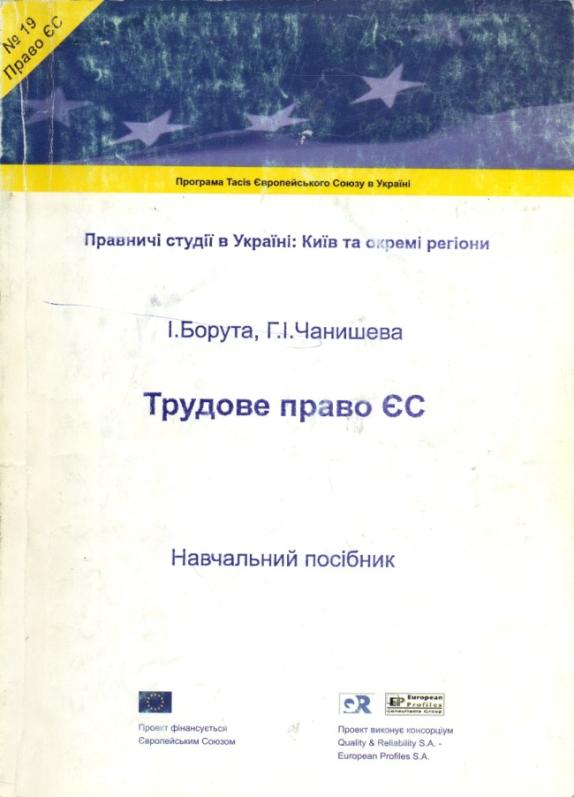 № 19
Право ЄС
Програма Tacis Європейського Союзу в Україні
Правничі студії в Україні: Київ та окремі регіони
І.Борута, Г.І.Чанишева
Трудове право ЄС
Навчальний посібник
QR
EP European Profiles
Consultants Group
Проект фінансується
Європейським Союзом
Проект виконує консорціум
Quality & Reliability S.A. -
European Profiles S.A.